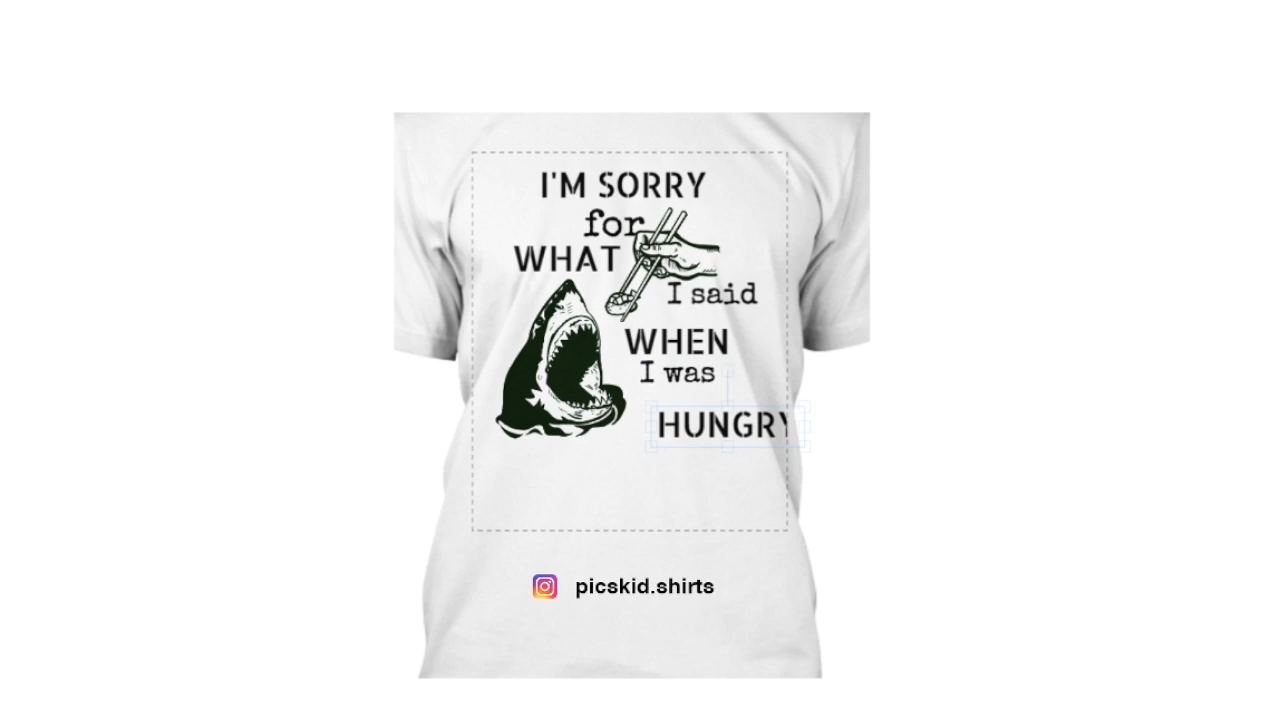 I'M SORRY
for
WHAT
I said
WHEN
I was
HUNGRY
picskid.shirts